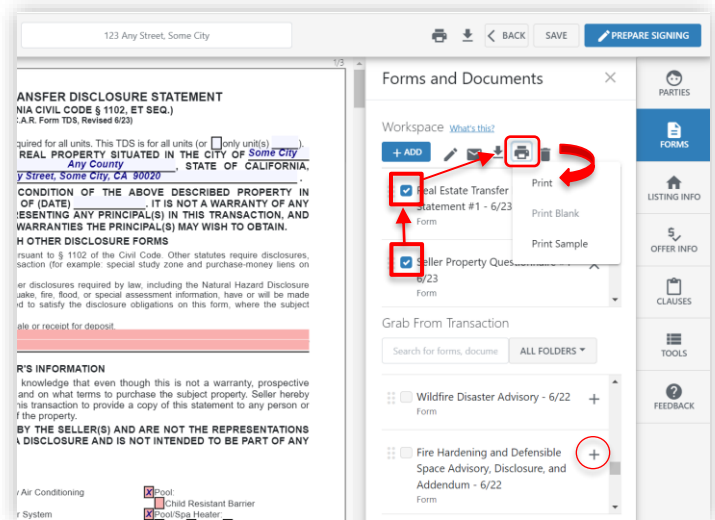 123 Any Street, Some City
BACK
SAVE
PREPARE SIGNING
1/3
ANSFER DISCLOSURE STATEMENT
NIA CIVIL CODE § 1102, ET SEQ.)
C.A.R. Form TDS, Revised 6/23)
quired for all units. This TDS is for all units (or only unit(s) ).
REAL PROPERTY SITUATED IN THE CITY OF Some City
Any County, STATE OF CALIFORNIA,
y Street, Some City, CA 90020
CONDITION OF THE ABOVE DESCRIBED PROPERTY IN
OF (DATE) . IT IS NOT A WARRANTY OF ANY
RESENTING ANY PRINCIPAL(S) IN THIS TRANSACTION, AND
WARRANTIES THE PRINCIPAL(S) MAY WISH TO OBTAIN.
H OTHER DISCLOSURE FORMS
rsuant to § 1102 of the Civil Code. Other statutes require disclosures,
saction (for example: special study zone and purchase-money liens on
er disclosures required by law, including the Natural Hazard Disclosure
uake, fire, flood, or special assessment information, have or will be made
d to satisfy the disclosure obligations on this form, where the subject
ale or receipt for deposit.
R'S INFORMATION
knowledge that even though this is not a warranty, prospective
and on what terms to purchase the subject property. Seller hereby
his transaction to provide a copy of this statement to any person or
f the property.
BY THE SELLER(S) AND ARE NOT THE REPRESENTATIONS
A DISCLOSURE AND IS NOT INTENDED TO BE PART OF ANY
Air Conditioning
X Pool:
Child Resistant Barrier
r System
X Pool/Spa Heater:
Forms and Documents
Workspace What's this?
+ ADD
Real Estate Transfer
Statement #1 - 6/23
Form
Print
Print Blank
Print Sample
Seller Property Questionnaire #1 -
6/23
Form
Grab From Transaction
Search for forms, docume
ALL FOLDERS
Wildfire Disaster Advisory - 6/22
Form
Fire Hardening and Defensible
Space Advisory, Disclosure, and
Addendum - 6/22
Form
PARTIES
FORMS
LISTING INFO
OFFER INFO
CLAUSES
TOOLS
FEEDBACK